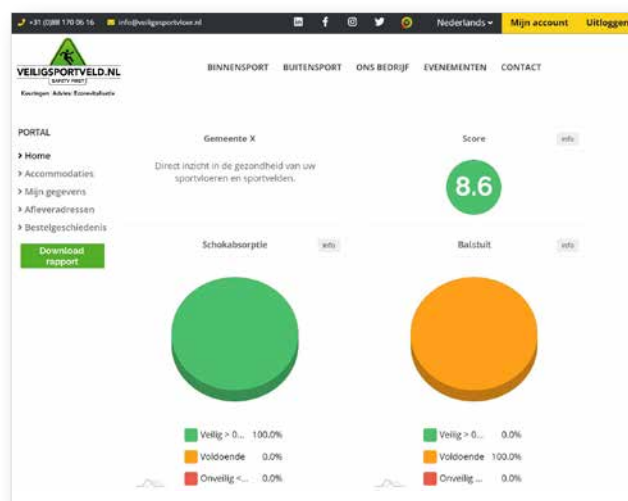 +31 (0)88 170 06 16 info@veiligesportvloer.nl Nederlands Mijn account Uitloggen
VEILIGSPORTVELD.NL
SAFETY FIRST
Keuringen Advies Ecorevitalisatie
BINNENSPORT BUITENSPORT ONS BEDRIJF EVENEMENTEN CONTACT
PORTAL
> Home
> Accommodaties
> Mijn gegevens
> Afleveradressen
> Bestelgeschiedenis
Download
rapport
Gemeente X
Direct inzicht in de gezondheid van uw
sportvloeren en sportvelden.
Score info
8.6
Schokabsorptie info
Veilig > 0... 100.0%
Voldoende 0.0%
Onveilig <... 0.0%
Balstuit info
Veilig > 0... 0.0%
Voldoende 100.0%
Onveilig ... 0.0%